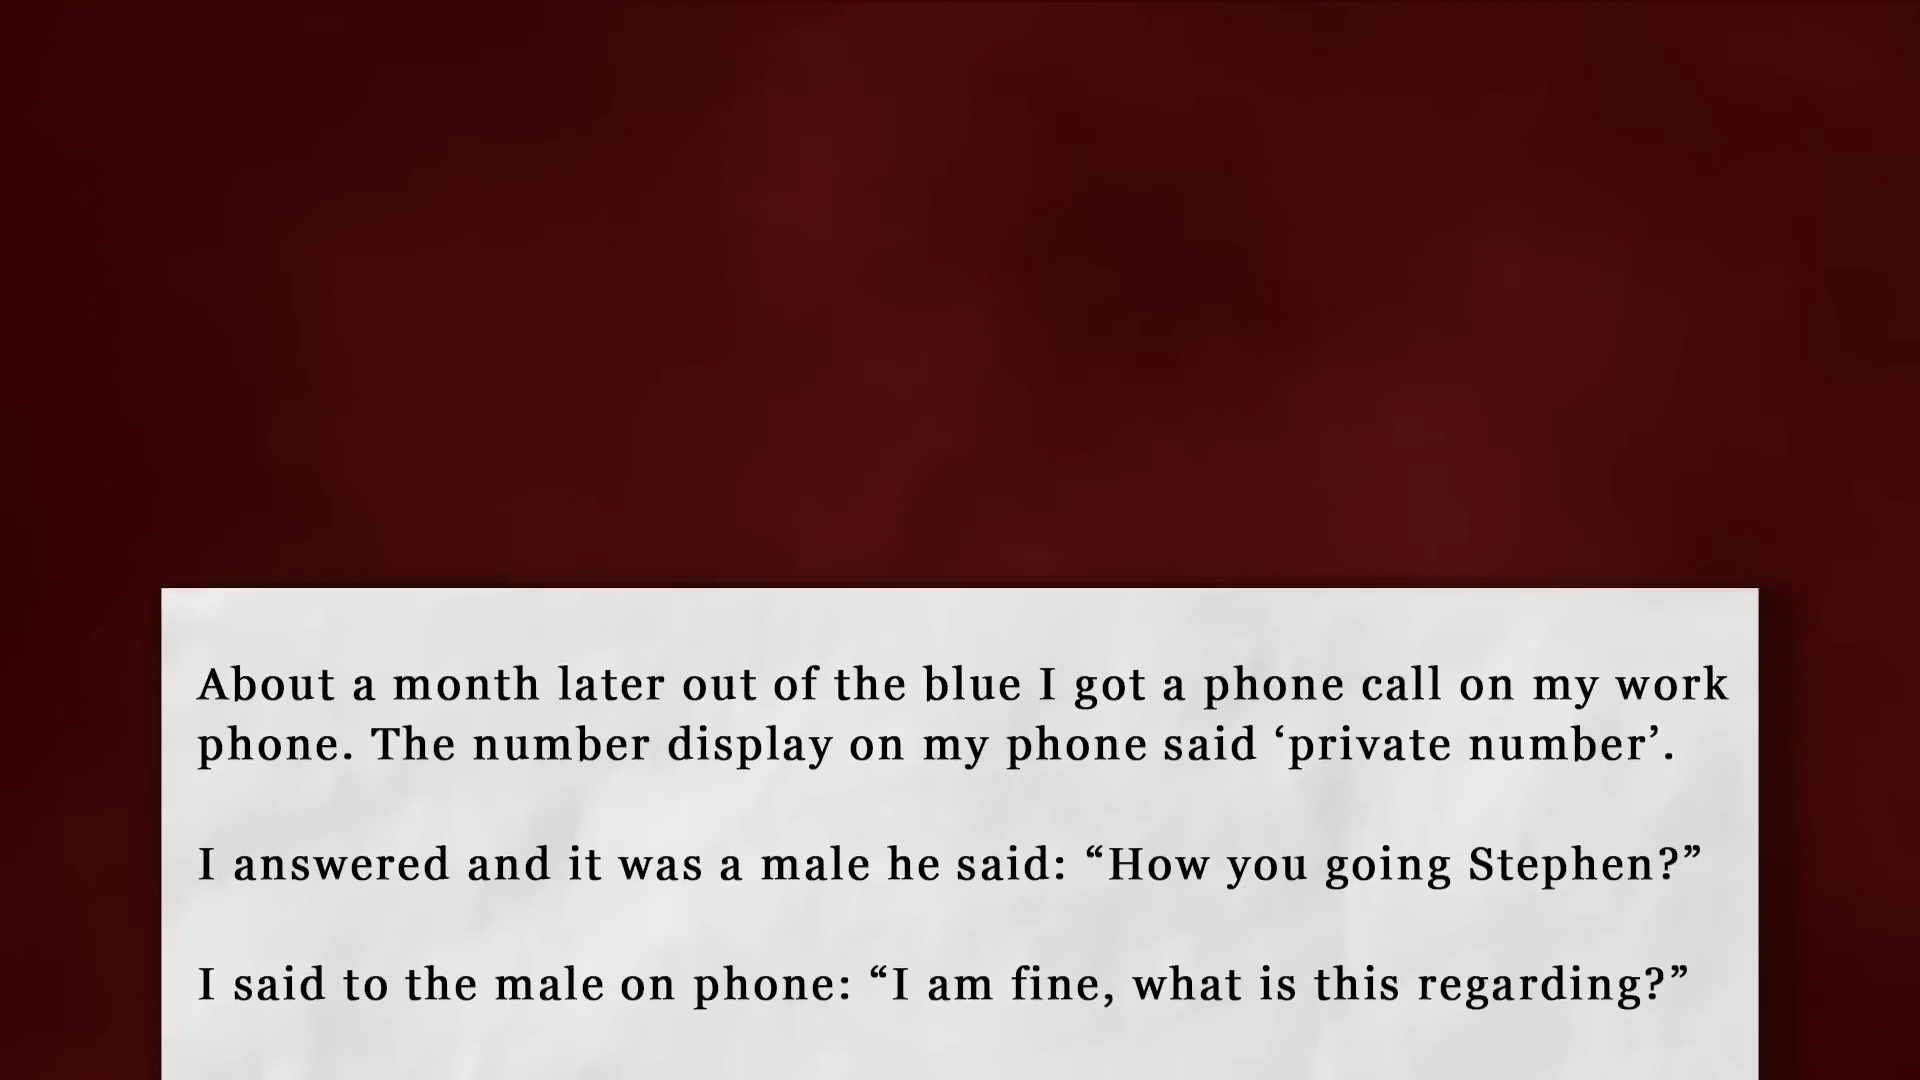 About a month later out of the blue I got a phone call on my work
phone. The number display on my phone said ‘private number’.
I answered and it was a male he said: “How you going Stephen?”
I said to the male on phone: “I am fine, what is this regarding?”